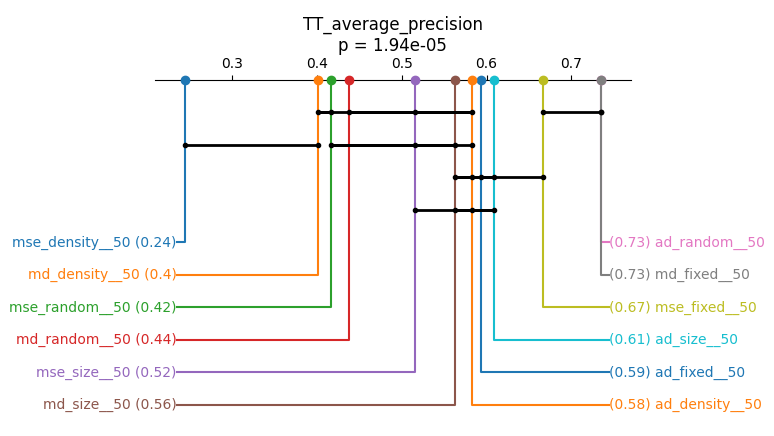 TT_average_precision
p = 1.94e-05
0.3 0.4 0.5 0.6 0.7
mse_density__50 (0.24)
(0.73) ad_random__50
md_density__50 (0.4)
(0.73) md_fixed__50
mse_random__50 (0.42)
(0.67) mse_fixed__50
md_random__50 (0.44)
(0.61) ad_size__50
mse_size__50 (0.52)
(0.59) ad_fixed__50
md_size__50 (0.56)
(0.58) ad_density__50